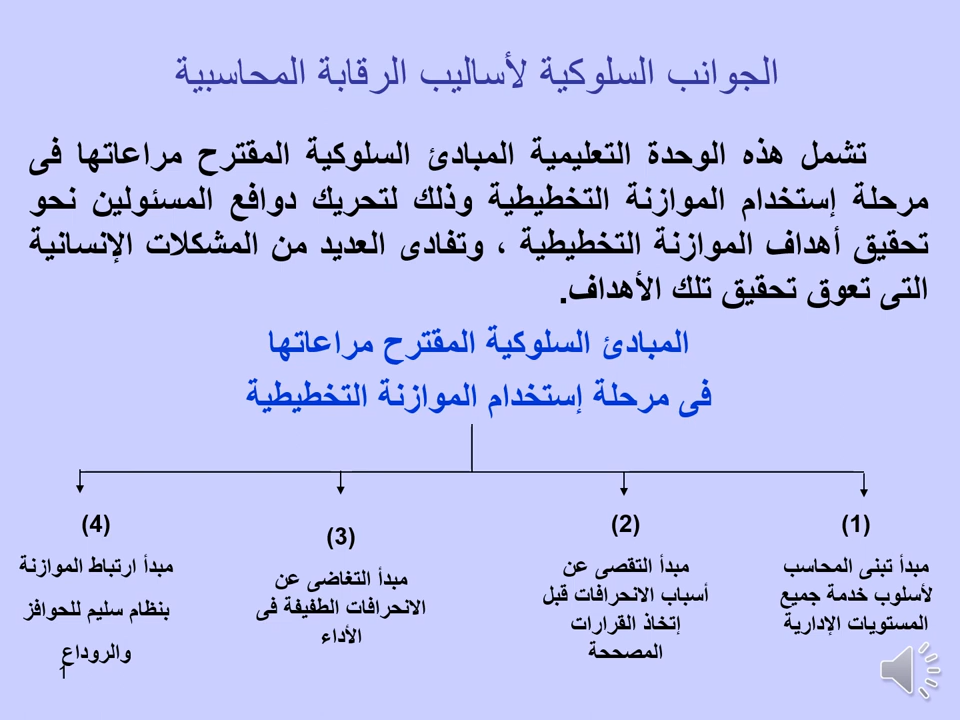 الجوانب السلوكية لأساليب الرقابة المحاسبية
تشمل هذه الوحدة التعليمية المبادئ السلوكية المقترح مراعاتها فى
مرحلة إستخدام الموازنة التخطيطية وذلك لتحريك دوافع المسئولين نحو
تحقيق أهداف الموازنة التخطيطية ، وتفادى العديد من المشكلات الإنسانية
التى تعوق تحقيق تلك الأهداف.
المبادئ السلوكية المقترح مراعاتها
فى مرحلة إستخدام الموازنة التخطيطية
(1)
مبدأ تبنى المحاسب
لأسلوب خدمة جميع
المستويات الإدارية
(2)
مبدأ التقصى عن
أسباب الانحرافات قبل
إتخاذ القرارات
المصححة
(3)
مبدأ التغاضى عن
الانحرافات الطفيفة فى
الأداء
(4)
مبدأ ارتباط الموازنة
بنظام سليم للحوافز
والروداع
1